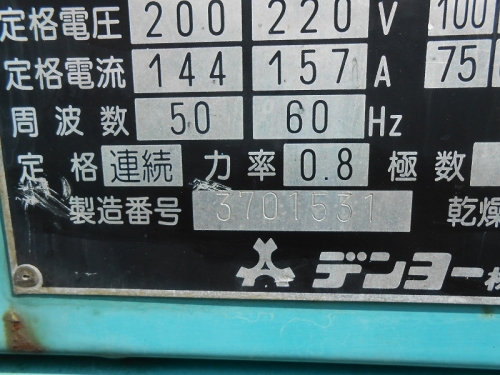 定格電圧 200 220 V 100
定格電流 144 157 A 75
周波数 50 60 Hz
定格 連続 力率 0.8 極数
製造番号 3701531 乾燥
デンヨー株